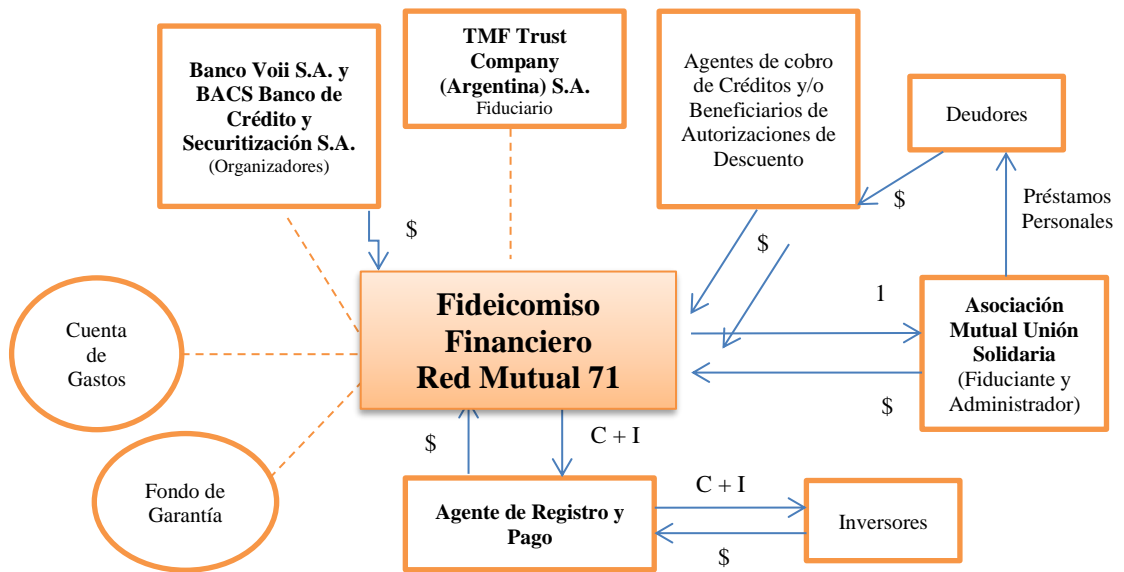 Banco Voii S.A. y
BACS Banco de
Crédito y
Securitización S.A.
(Organizadores)
TMF Trust
Company
(Argentina) S.A.
Fiduciario
Agentes de cobro
de Créditos y/o
Beneficiarios de
Autorizaciones de
Descuento
Deudores
$
Préstamos
Personales
$
$
Fideicomiso
Financiero
Red Mutual 71
1
Asociación
Mutual Unión
Solidaria
(Fiduciante y
Administrador)
$
Cuenta
de
Gastos
Fondo de
Garantía
$
C + I
Agente de Registro y
Pago
C + I
$
Inversores